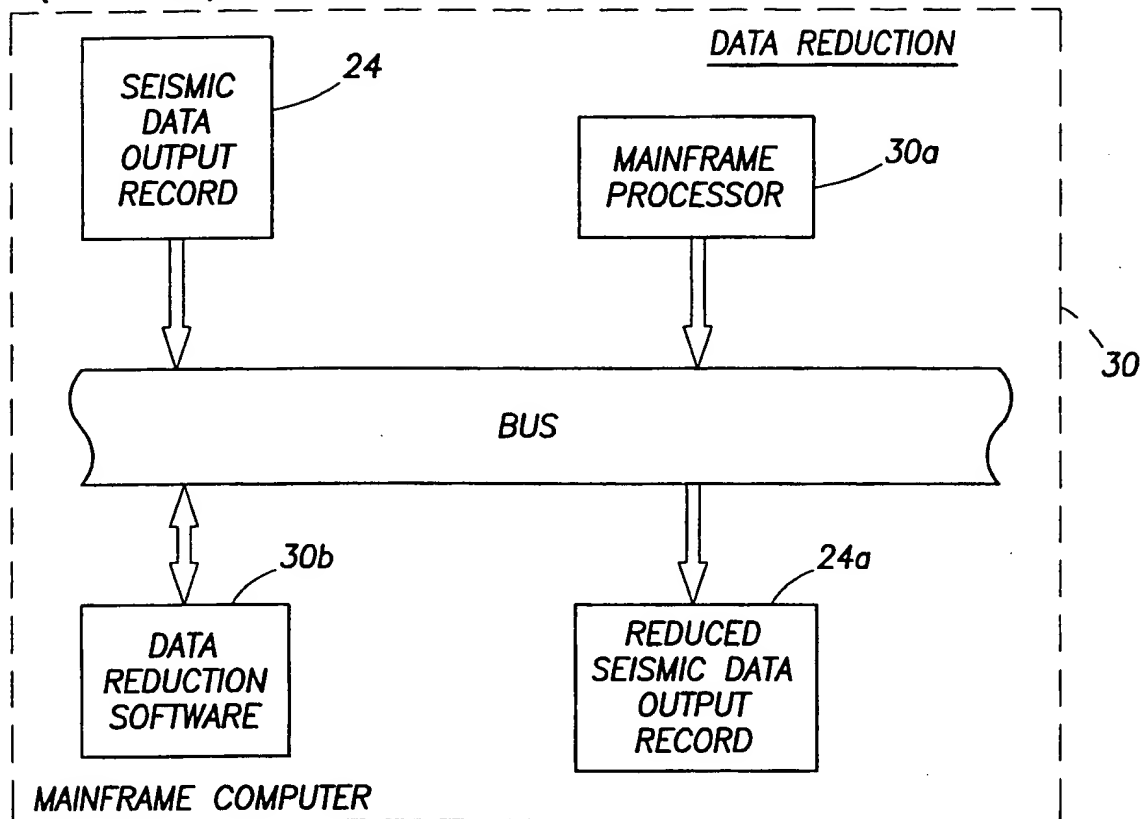 DATA REDUCTION
24
SEISMIC
DATA
OUTPUT
RECORD
30a
MAINFRAME
PROCESSOR
30
BUS
30b
24a
DATA
REDUCTION
SOFTWARE
REDUCED
SEISMIC DATA
OUTPUT
RECORD
MAINFRAME COMPUTER